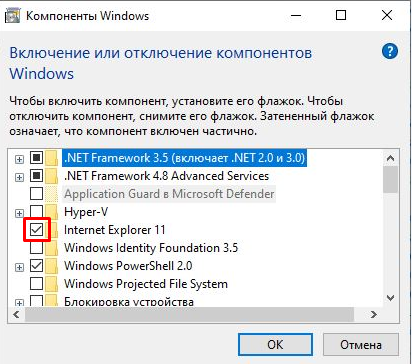 Компоненты Windows
Включение или отключение компонентов
Windows
Чтобы включить компонент, установите его флажок. Чтобы
отключить компонент, снимите его флажок. Затененный флажок
означает, что компонент включен частично.
.NET Framework 3.5 (включает .NET 2.0 и 3.0)
.NET Framework 4.8 Advanced Services
Application Guard в Microsoft Defender
Hyper-V
Internet Explorer 11
Windows Identity Foundation 3.5
Windows PowerShell 2.0
Windows Projected File System
Блокировка устройства
ОК
Отмена